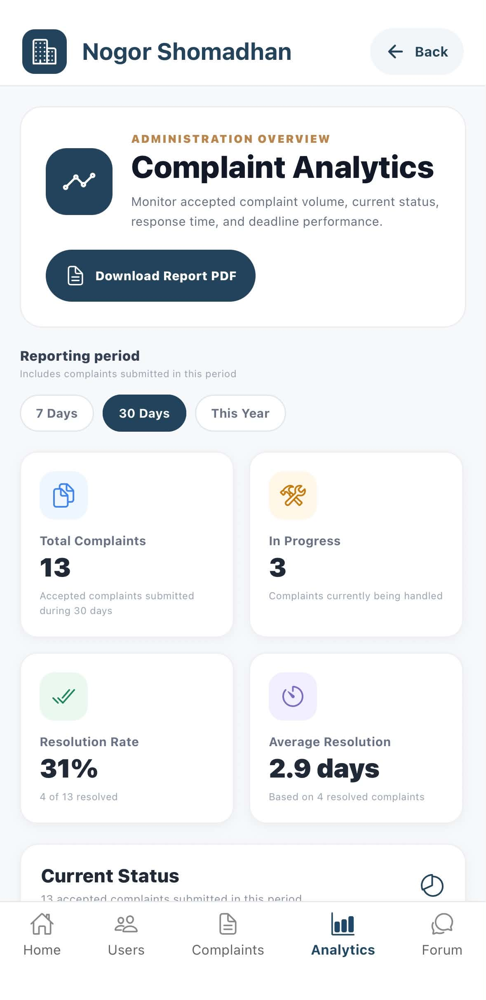 Nogor Shomadhan
Back
ADMINISTRATION OVERVIEW
Complaint Analytics
Monitor accepted complaint volume, current status,
response time, and deadline performance.
Download Report PDF
Reporting period
Includes complaints submitted in this period
7 Days
30 Days
This Year
Total Complaints
13
Accepted complaints submitted
during 30 days
In Progress
3
Complaints currently being handled
Resolution Rate
31%
4 of 13 resolved
Average Resolution
2.9 days
Based on 4 resolved complaints
Current Status
13 accepted complaints submitted in this period
Home
Users
Complaints
Analytics
Forum